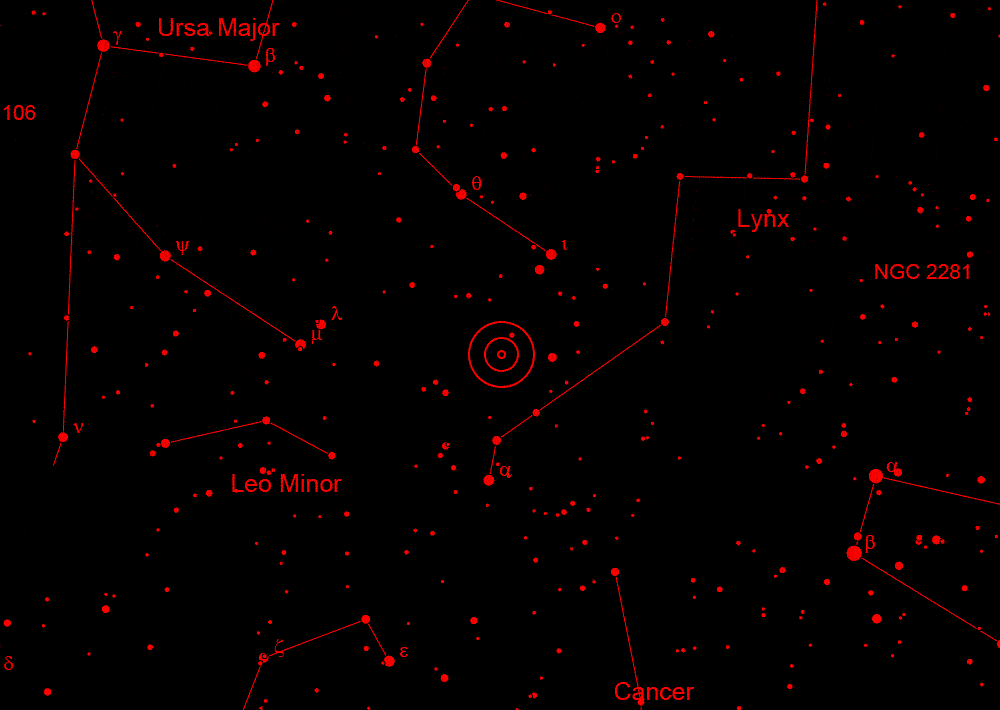 ο
Ursa Major
γ
β
106
θ
Lynx
ψ
ι
NGC 2281
λ
μ
ν
α
α
Leo Minor
β
ζ
ε
δ
Cancer